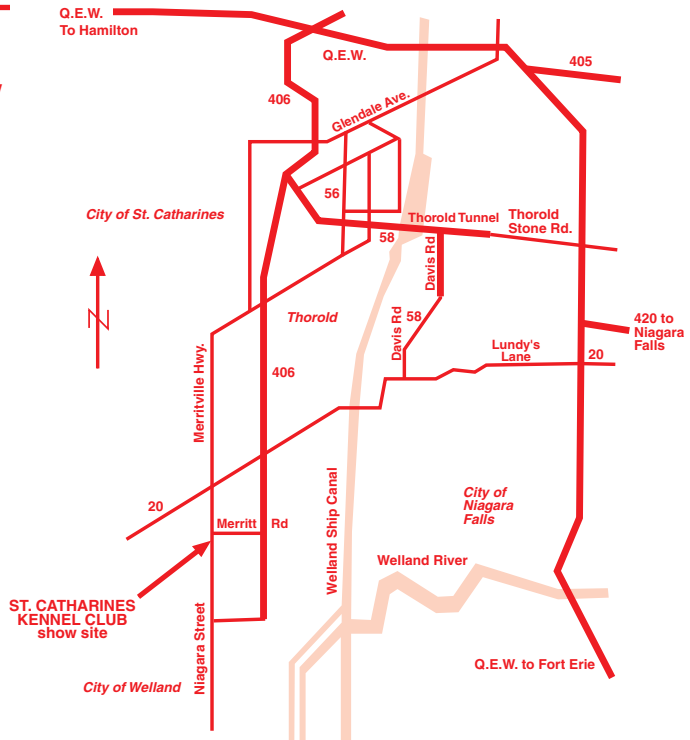 Q.E.W.
To Hamilton
Q.E.W.
405
406
Glendale Ave.
56
City of St. Catharines
Thorold Tunnel
Thorold
Stone Rd.
58
Davis Rd
N
Thorold
Davis Rd
58
420 to
Niagara
Falls
Lundy's
Lane
20
Merritville Hwy.
406
20
Merritt Rd
Welland Ship Canal
City of
Niagara
Falls
Welland River
ST. CATHARINES
KENNEL CLUB
show site
Niagara Street
City of Welland
Q.E.W. to Fort Erie